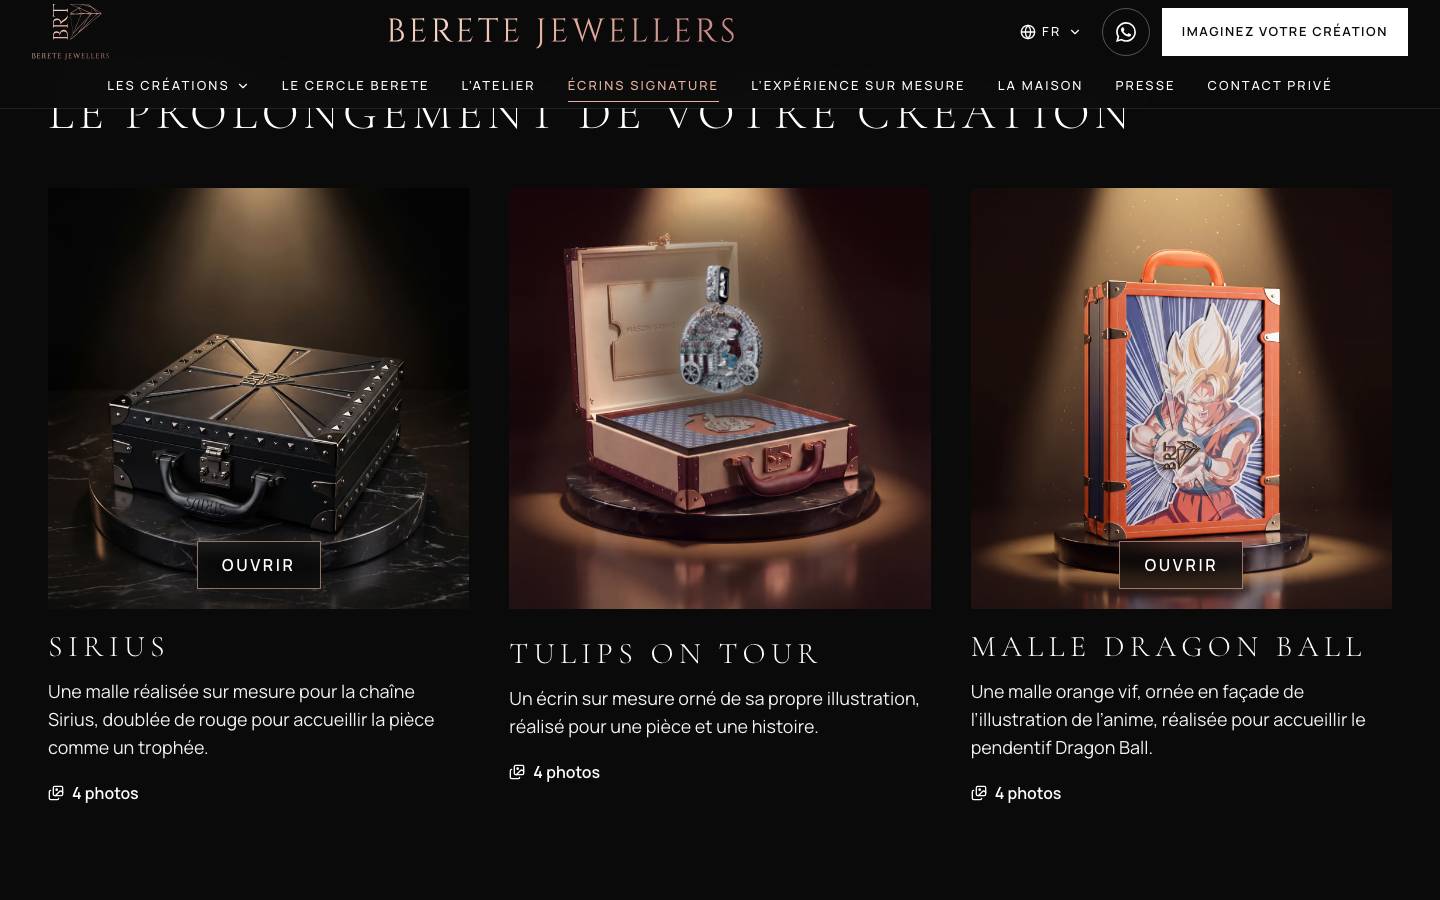 BRT
BERETE JEWELLERS
BERETE JEWELLERS
FR
IMAGINEZ VOTRE CRÉATION
LES CRÉATIONS
LE CERCLE BERETE
L'ATELIER
ÉCRINS SIGNATURE
L'EXPÉRIENCE SUR MESURE
LA MAISON
PRESSE
CONTACT PRIVÉ
LE PROLONGEMENT DE VOTRE CRÉATION
SIRIUS
BRT
OUVRIR
OUVRIR
SIRIUS
Une malle réalisée sur mesure pour la chaîne
Sirius, doublée de rouge pour accueillir la pièce
comme un trophée.
4 photos
TULIPS ON TOUR
Un écrin sur mesure orné de sa propre illustration,
réalisé pour une pièce et une histoire.
4 photos
MALLE DRAGON BALL
Une malle orange vif, ornée en façade de
l'illustration de l'anime, réalisée pour accueillir le
pendentif Dragon Ball.
4 photos